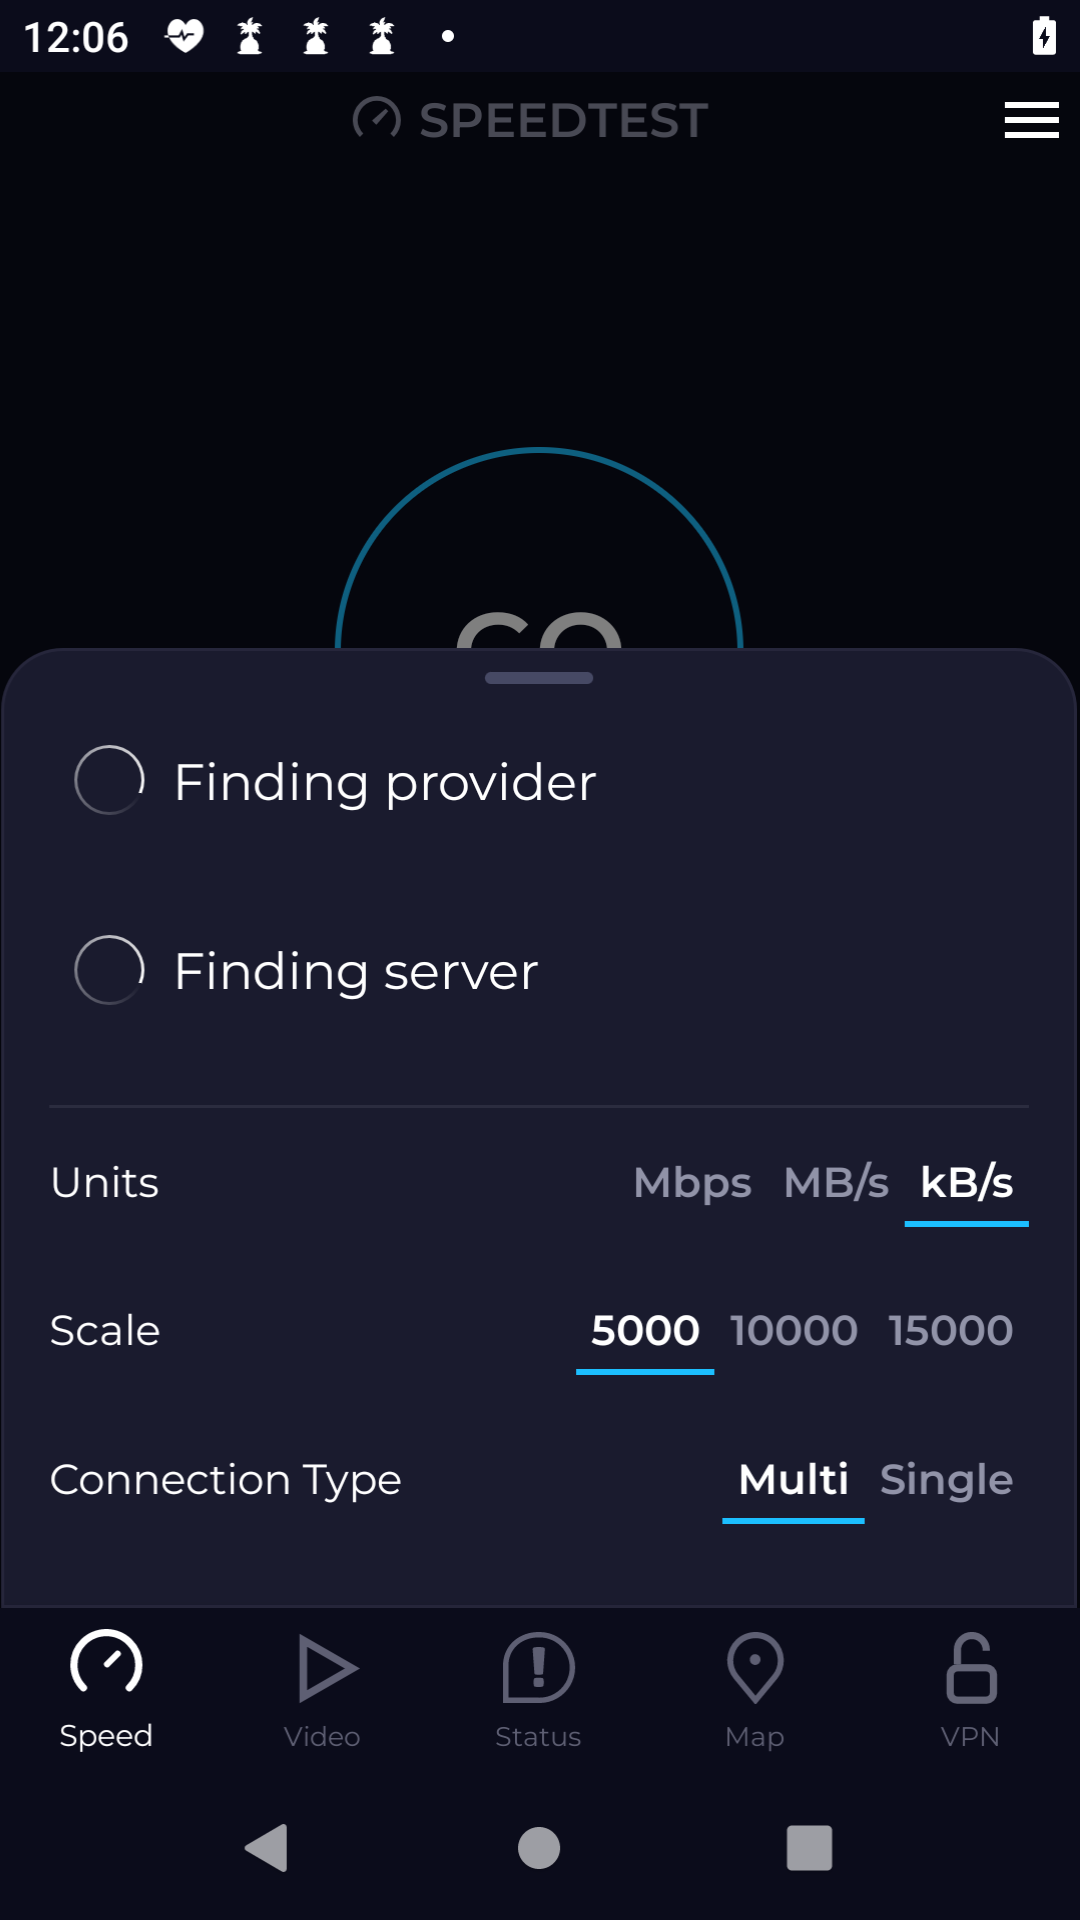 12:06
SPEEDTEST
GO
Finding provider
Finding server
Units Mbps MB/s kB/s
Scale 5000 10000 15000
Connection Type Multi Single
Speed Video Status Map VPN